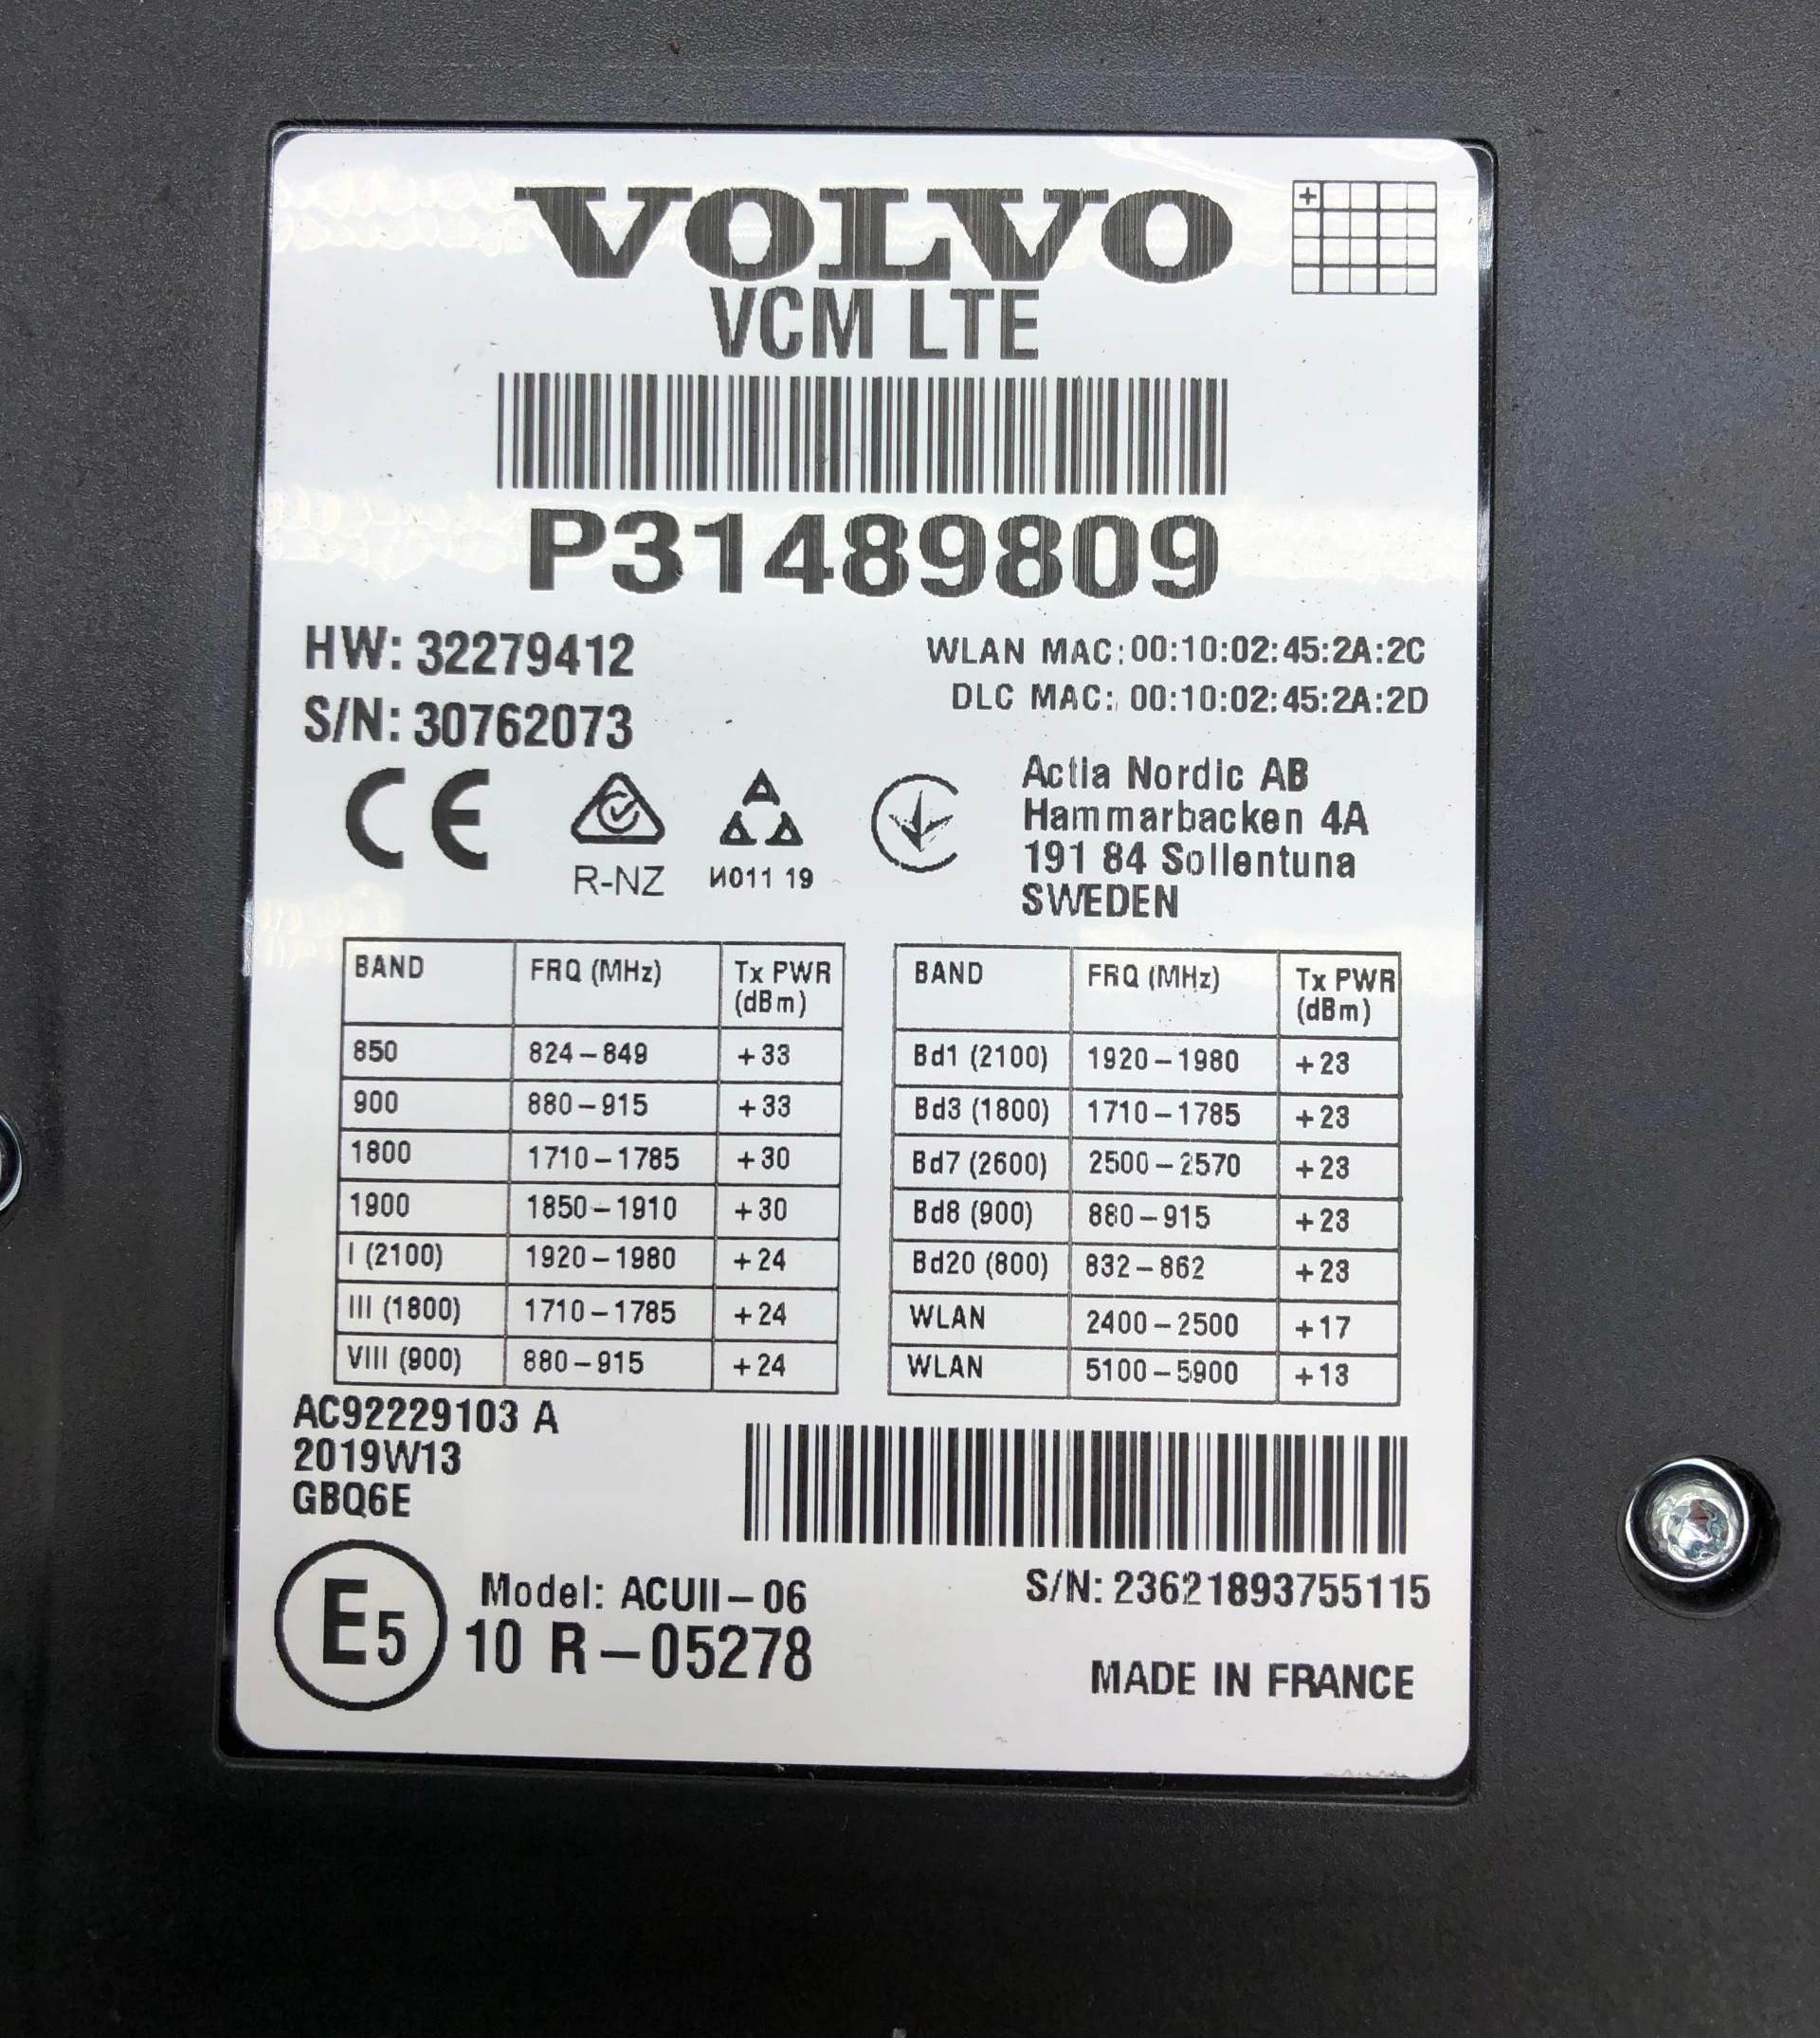 VOLVO
VCM LTE
P31489809
HW: 32279412
S/N: 30762073
WLAN MAC:00:10:02:45:2A:2C
DLC MAC: 00:10:02:45:2A:2D
CE
R-NZ
И011 19
Actia Nordic AB
Hammarbacken 4A
191 84 Sollentuna
SWEDEN
BAND FRQ (MHz) Tx PWR (dBm)
850 824–849 +33
900 880–915 +33
1800 1710–1785 +30
1900 1850–1910 +30
I (2100) 1920–1980 +24
III (1800) 1710–1785 +24
VIII (900) 880–915 +24
BAND FRQ (MHz) Tx PWR (dBm)
Bd1 (2100) 1920–1980 +23
Bd3 (1800) 1710–1785 +23
Bd7 (2600) 2500–2570 +23
Bd8 (900) 880–915 +23
Bd20 (800) 832–862 +23
WLAN 2400–2500 +17
WLAN 5100–5900 +13
AC92229103 A
2019W13
GBQ6E
S/N: 23621893755115
E5
Model: ACUII–06
10 R–05278
MADE IN FRANCE